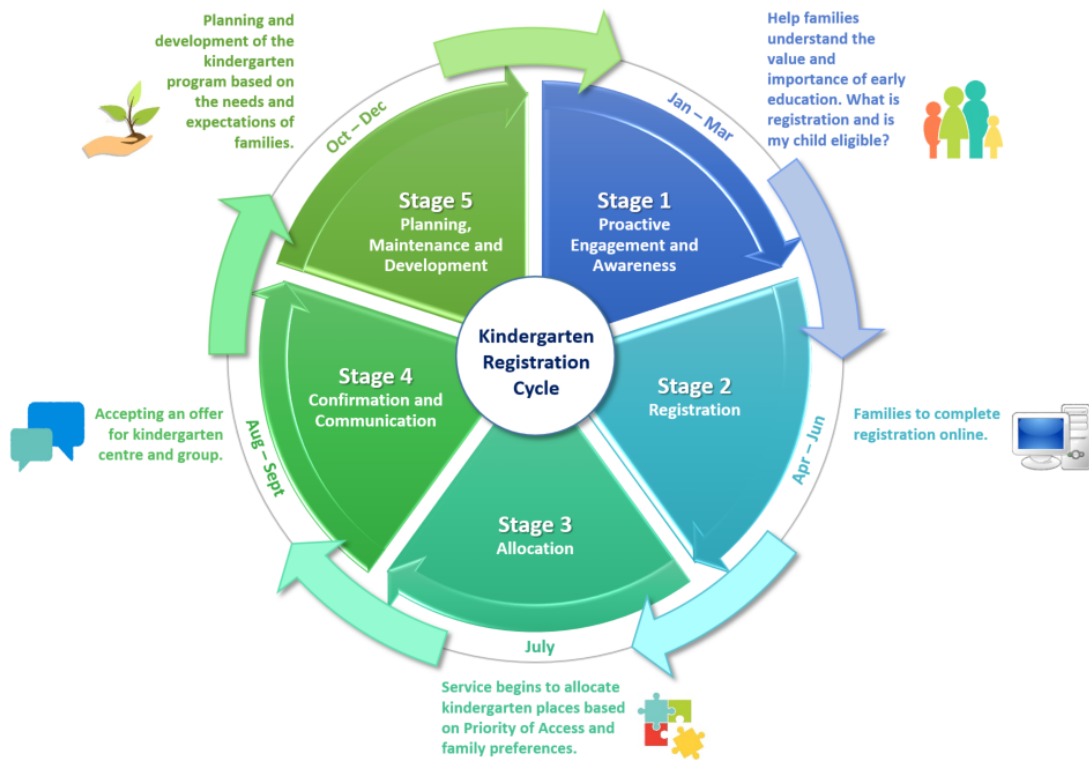 Kindergarten
Registration
Cycle
Jan – Mar
Stage 1
Proactive
Engagement and
Awareness
Help families
understand the
value and
importance of early
education. What is
registration and is
my child eligible?
Apr – Jun
Stage 2
Registration
Families to complete
registration online.
July
Stage 3
Allocation
Service begins to allocate
kindergarten places based
on Priority of Access and
family preferences.
Aug – Sept
Stage 4
Confirmation and
Communication
Accepting an offer
for kindergarten
centre and group.
Oct – Dec
Stage 5
Planning,
Maintenance and
Development
Planning and
development of the
kindergarten
program based on
the needs and
expectations of
families.